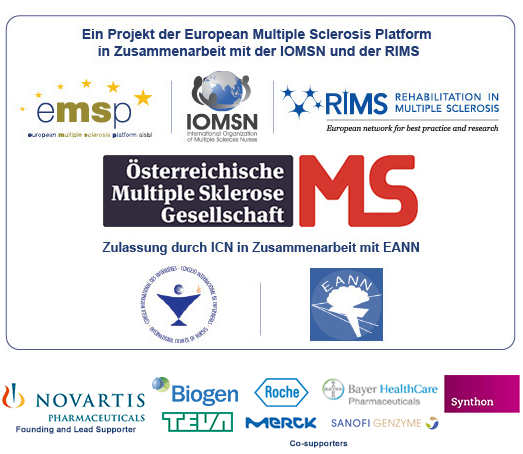 Ein Projekt der European Multiple Sclerosis Platform
in Zusammenarbeit mit der IOMSN und der RIMS
emsp
european multiple sclerosis platform aisbl
IOMSN
International Organization
of Multiple Sclerosis Nurses
RIMS
REHABILITATION IN
MULTIPLE SCLEROSIS
European network for best practice and research
Österreichische
Multiple Sklerose
Gesellschaft
MS
Zulassung durch ICN in Zusammenarbeit mit EANN
EANN
NOVARTIS
PHARMACEUTICALS
Founding and Lead Supporter
Biogen
Roche
Bayer HealthCare
Pharmaceuticals
Synthon
TEVA
MERCK
SANOFI GENZYME
Co-supporters